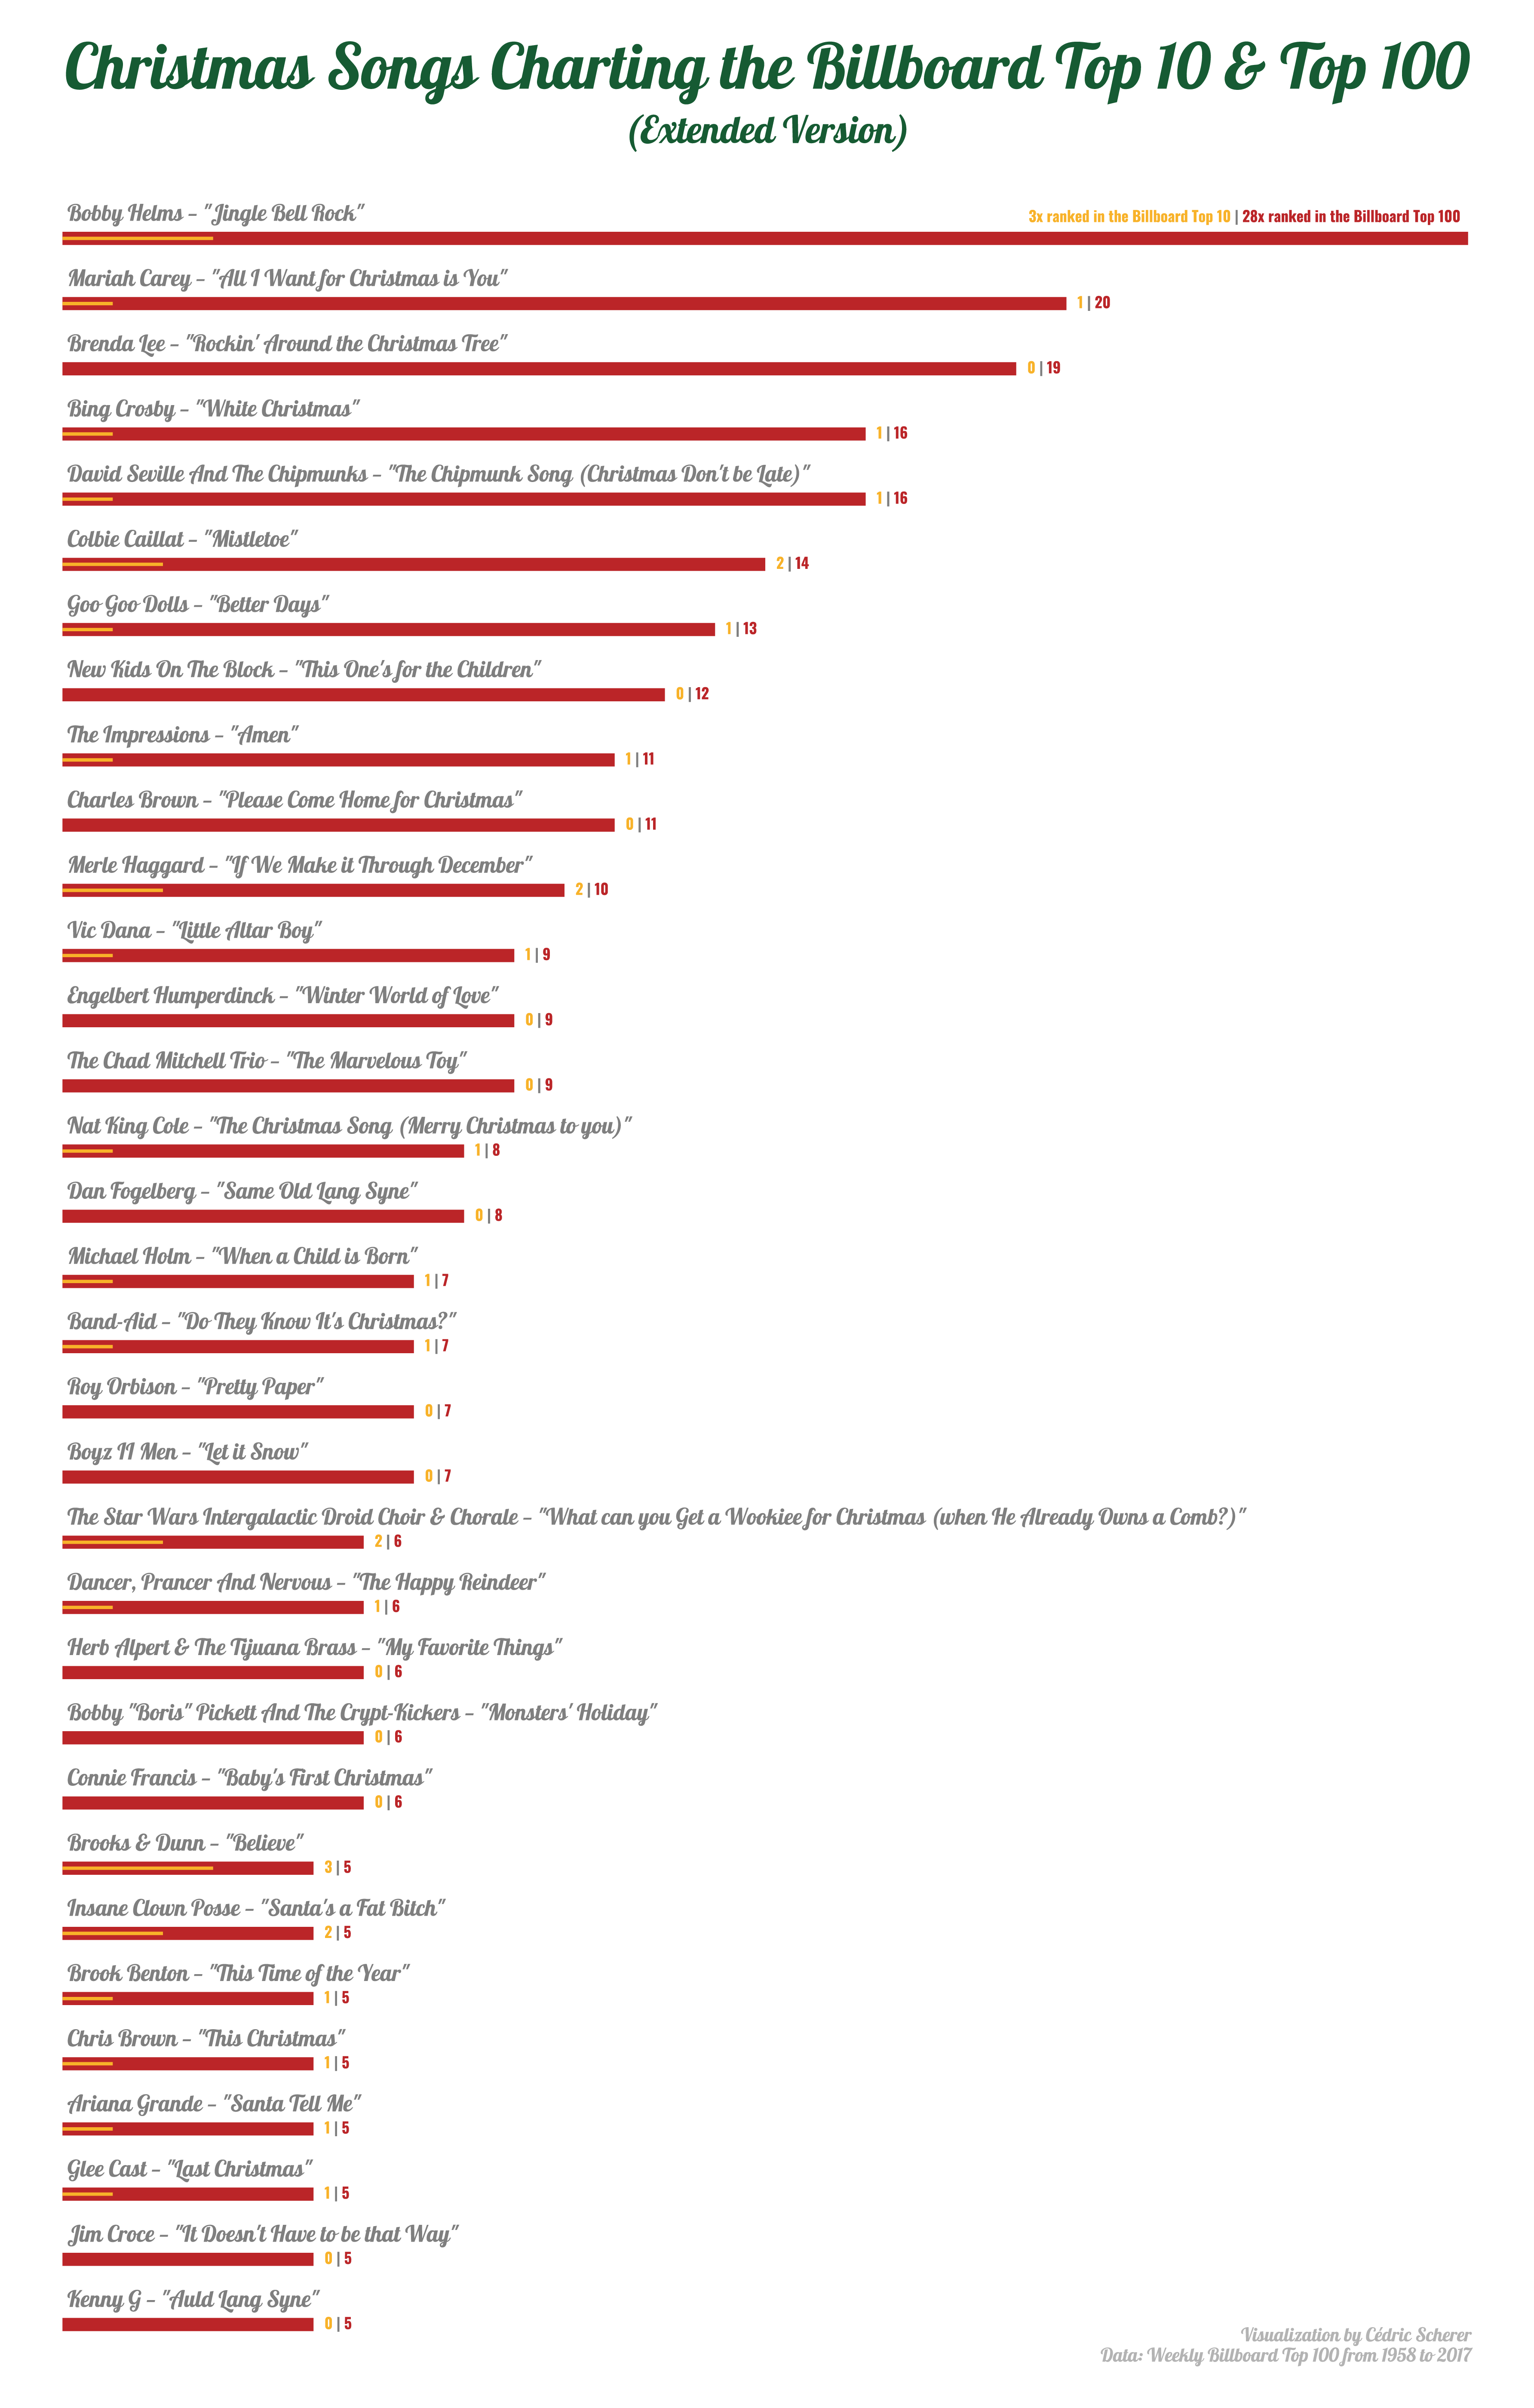 Christmas Songs Charting the Billboard Top 10 & Top 100
(Extended Version)
Bobby Helms – "Jingle Bell Rock"
3x ranked in the Billboard Top 10 | 28x ranked in the Billboard Top 100
Mariah Carey – "All I Want for Christmas is You"
1 | 20
Brenda Lee – "Rockin' Around the Christmas Tree"
0 | 19
Bing Crosby – "White Christmas"
1 | 16
David Seville And The Chipmunks – "The Chipmunk Song (Christmas Don't be Late)"
1 | 16
Colbie Caillat – "Mistletoe"
2 | 14
Goo Goo Dolls – "Better Days"
1 | 13
New Kids On The Block – "This One's for the Children"
0 | 12
The Impressions – "Amen"
1 | 11
Charles Brown – "Please Come Home for Christmas"
0 | 11
Merle Haggard – "If We Make it Through December"
2 | 10
Vic Dana – "Little Altar Boy"
1 | 9
Engelbert Humperdinck – "Winter World of Love"
0 | 9
The Chad Mitchell Trio – "The Marvelous Toy"
0 | 9
Nat King Cole – "The Christmas Song (Merry Christmas to you)"
1 | 8
Dan Fogelberg – "Same Old Lang Syne"
0 | 8
Michael Holm – "When a Child is Born"
1 | 7
Band-Aid – "Do They Know It's Christmas?"
1 | 7
Roy Orbison – "Pretty Paper"
0 | 7
Boyz II Men – "Let it Snow"
0 | 7
The Star Wars Intergalactic Droid Choir & Chorale – "What can you Get a Wookiee for Christmas (when He Already Owns a Comb?)"
2 | 6
Dancer, Prancer And Nervous – "The Happy Reindeer"
1 | 6
Herb Alpert & The Tijuana Brass – "My Favorite Things"
0 | 6
Bobby "Boris" Pickett And The Crypt-Kickers – "Monsters' Holiday"
0 | 6
Connie Francis – "Baby's First Christmas"
0 | 6
Brooks & Dunn – "Believe"
3 | 5
Insane Clown Posse – "Santa's a Fat Bitch"
2 | 5
Brook Benton – "This Time of the Year"
1 | 5
Chris Brown – "This Christmas"
1 | 5
Ariana Grande – "Santa Tell Me"
1 | 5
Glee Cast – "Last Christmas"
1 | 5
Jim Croce – "It Doesn't Have to be that Way"
0 | 5
Kenny G – "Auld Lang Syne"
0 | 5
Visualization by Cédric Scherer
Data: Weekly Billboard Top 100 from 1958 to 2017